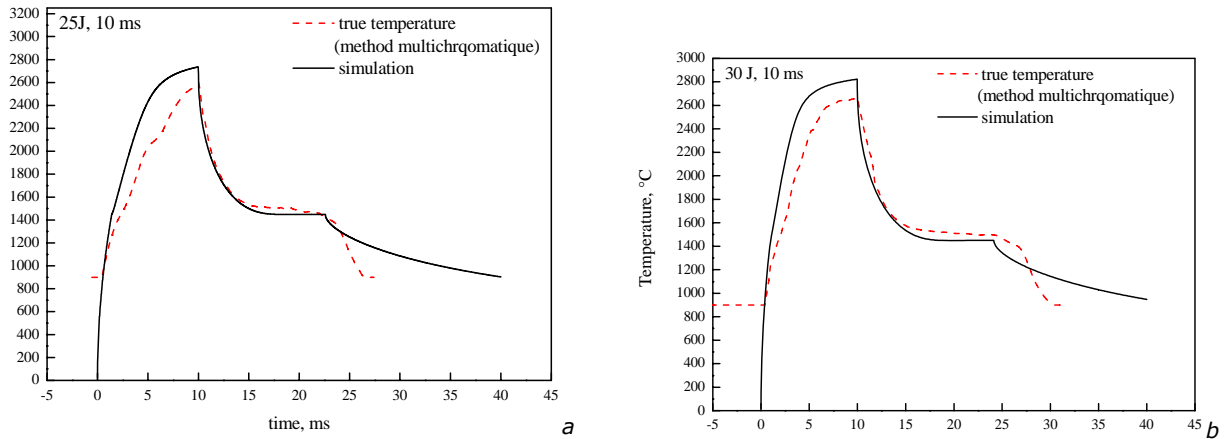 25J, 10 ms
true temperature
(method multichrqomatique)
simulation
3200
3000
2800
2600
2400
2200
2000
1800
1600
1400
1200
1000
800
600
400
200
0
-5 0 5 10 15 20 25 30 35 40 45
time, ms
a
30 J, 10 ms
true temperature
(method multichrqomatique)
simulation
Temperature, °C
3000
2800
2600
2400
2200
2000
1800
1600
1400
1200
1000
800
600
400
200
0
-5 0 5 10 15 20 25 30 35 40 45
b